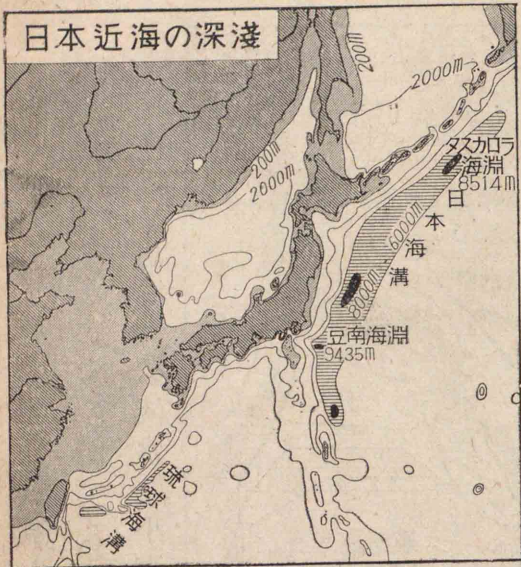 日本近海の深淺
200m
2000m
200m
2000m
タスカロラ
海淵
8514m
日本海溝
6000m
8000m
豆南海淵
9435m
琉球海溝